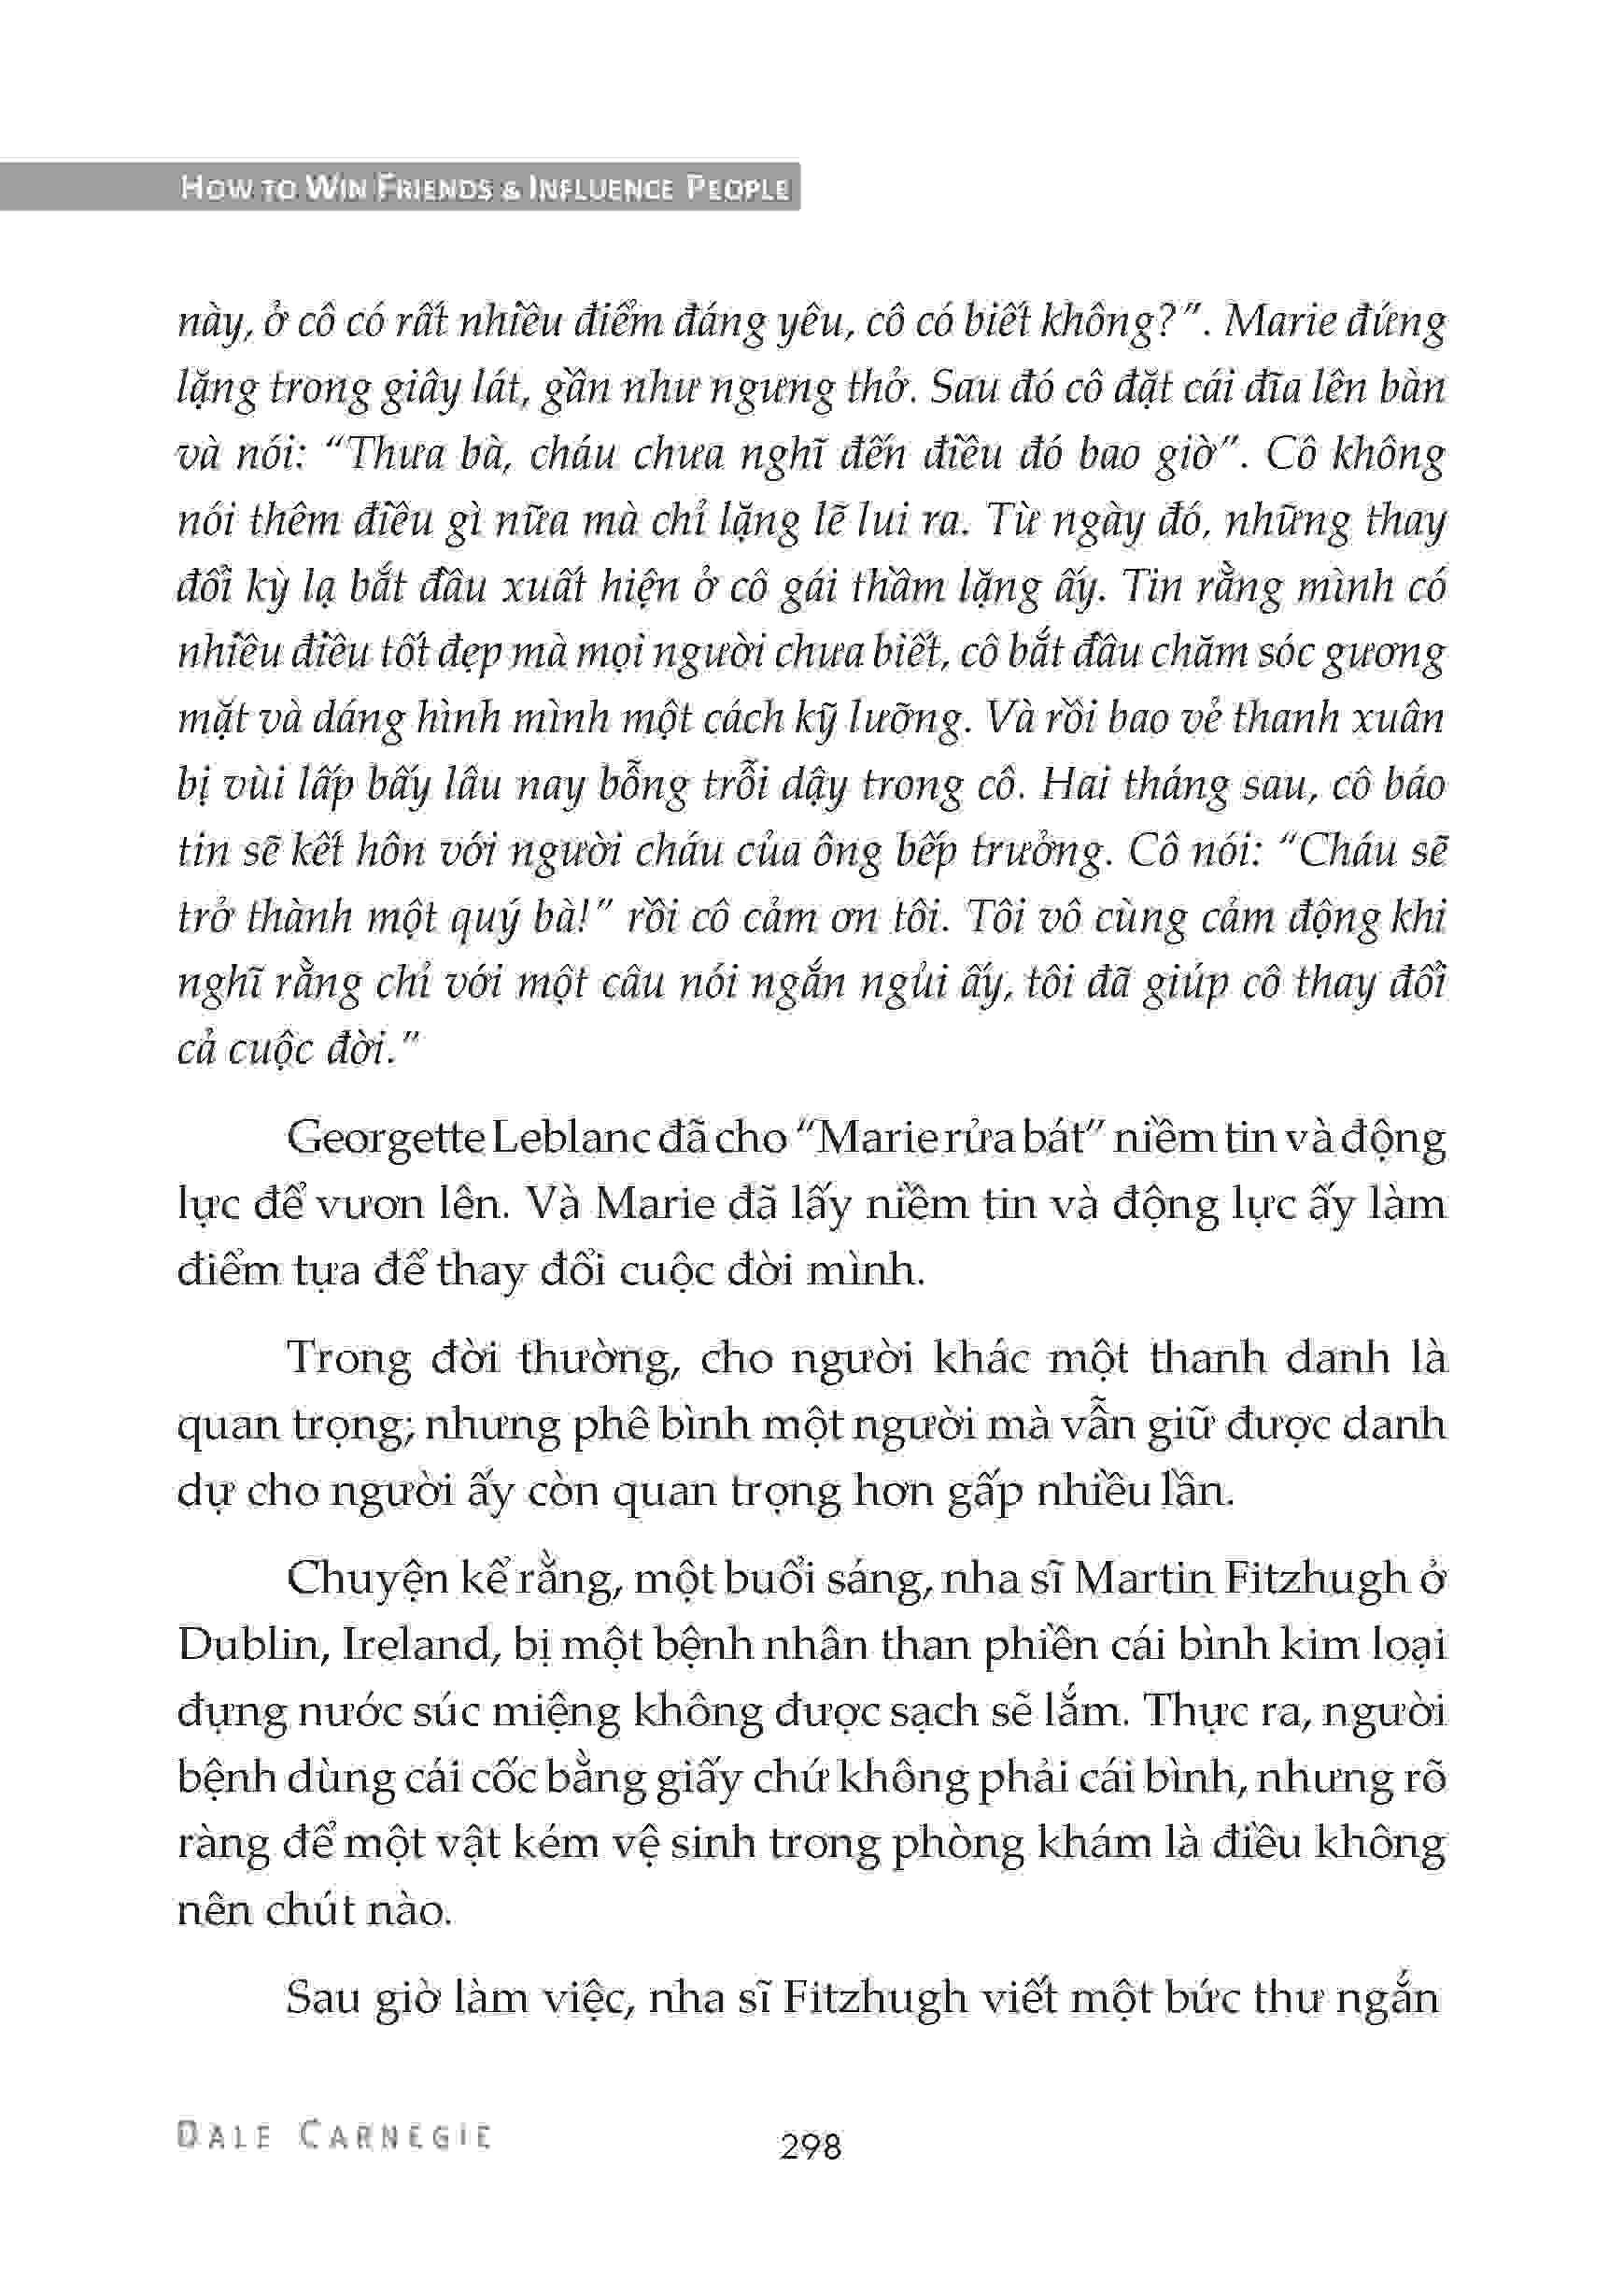 HOW TO WIN FRIENDS & INFLUENCE PEOPLE
này, ở cô có rất nhiều điểm đáng yêu, cô có biết không?”. Marie đứng
lặng trong giây lát, gần như ngưng thở. Sau đó cô đặt cái đĩa lên bàn
và nói: “Thưa bà, cháu chưa nghĩ đến điều đó bao giờ”. Cô không
nói thêm điều gì nữa mà chỉ lặng lẽ lui ra. Từ ngày đó, những thay
đổi kỳ lạ bắt đầu xuất hiện ở cô gái thầm lặng ấy. Tin rằng mình có
nhiều điều tốt đẹp mà mọi người chưa biết, cô bắt đầu chăm sóc gương
mặt và dáng hình mình một cách kỹ lưỡng. Và rồi bao vẻ thanh xuân
bị vùi lấp bấy lâu nay bỗng trỗi dậy trong cô. Hai tháng sau, cô báo
tin sẽ kết hôn với người cháu của ông bếp trưởng. Cô nói: “Cháu sẽ
trở thành một quý bà!” rồi cô cảm ơn tôi. Tôi vô cùng cảm động khi
nghĩ rằng chỉ với một câu nói ngắn ngủi ấy, tôi đã giúp cô thay đổi
cả cuộc đời.”
Georgette Leblanc đã cho “Marie rửa bát” niềm tin và động
lực để vươn lên. Và Marie đã lấy niềm tin và động lực ấy làm
điểm tựa để thay đổi cuộc đời mình.
Trong đời thường, cho người khác một thanh danh là
quan trọng; nhưng phê bình một người mà vẫn giữ được danh
dự cho người ấy còn quan trọng hơn gấp nhiều lần.
Chuyện kể rằng, một buổi sáng, nha sĩ Martin Fitzhugh ở
Dublin, Ireland, bị một bệnh nhân than phiền cái bình kim loại
đựng nước súc miệng không được sạch sẽ lắm. Thực ra, người
bệnh dùng cái cốc bằng giấy chứ không phải cái bình, nhưng rõ
ràng để một vật kém vệ sinh trong phòng khám là điều không
nên chút nào.
Sau giờ làm việc, nha sĩ Fitzhugh viết một bức thư ngắn
DALE CARNEGIE
298